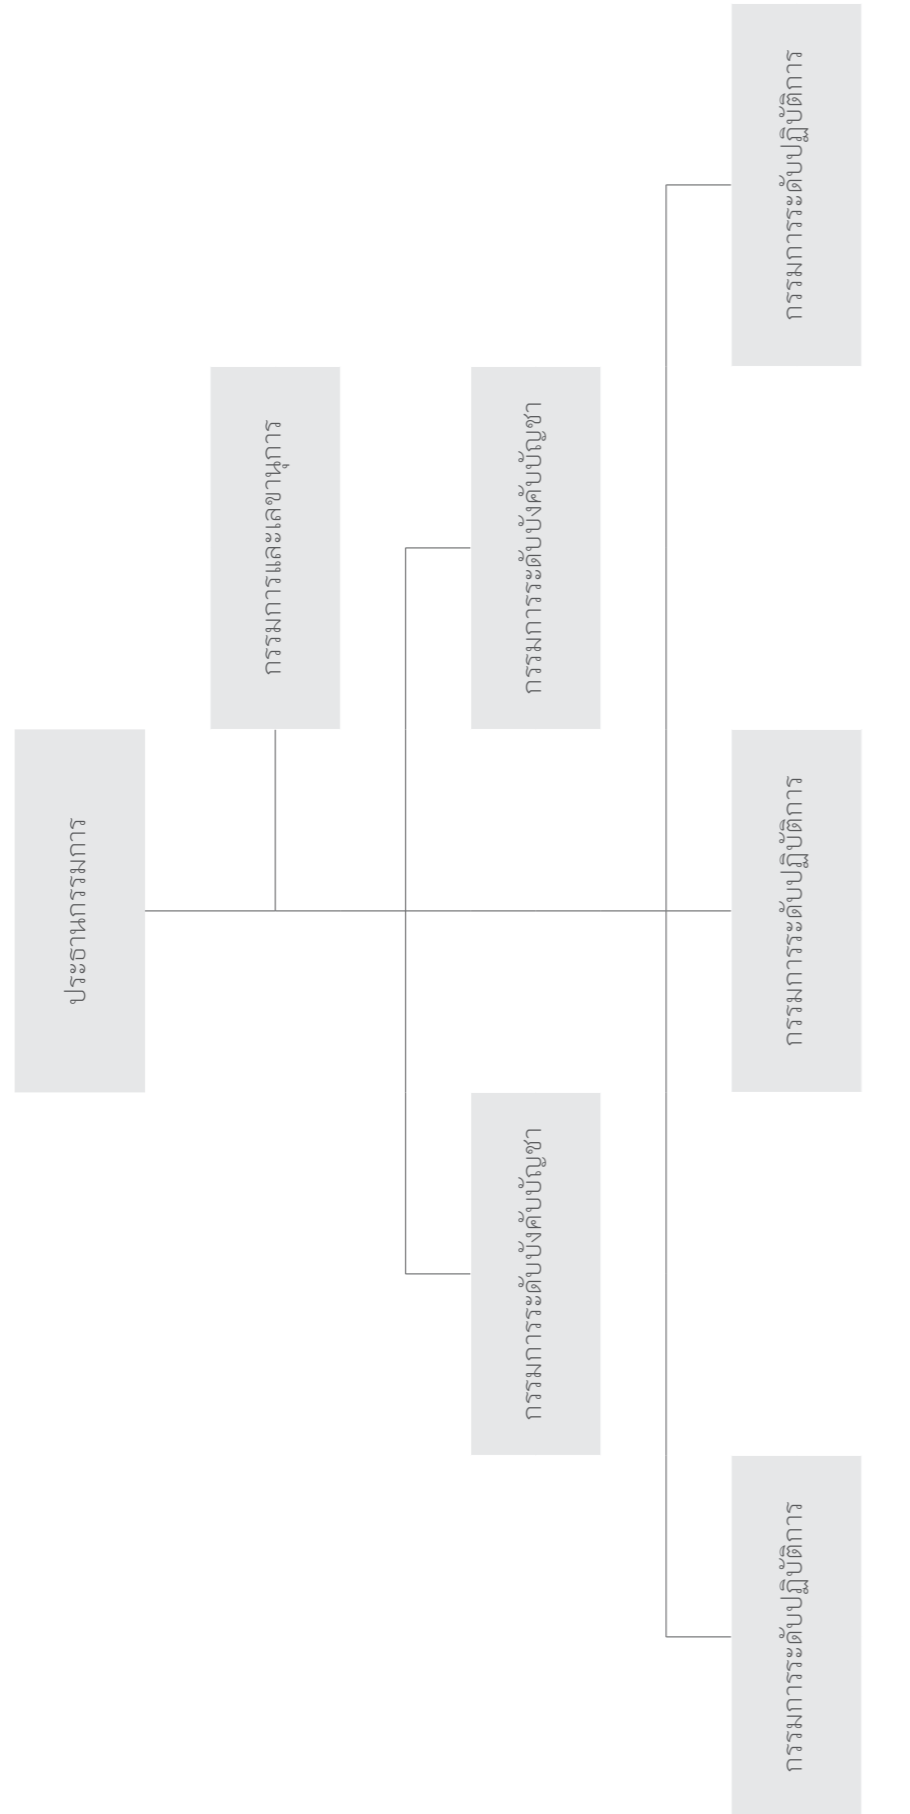 ประธานกรรมการ
กรรมการและเลขานุการ
กรรมการระดับบังคับบัญชา
กรรมการระดับบังคับบัญชา
กรรมการระดับปฏิบัติการ
กรรมการระดับปฏิบัติการ
กรรมการระดับปฏิบัติการ